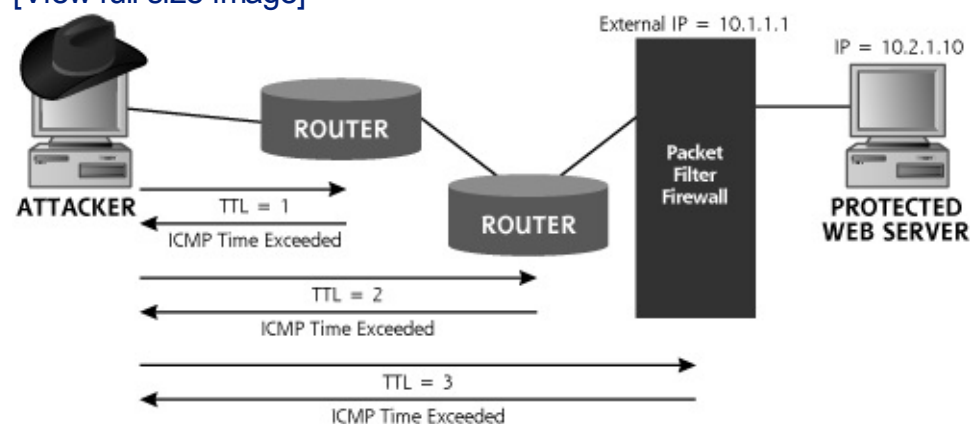 [View full size image]
External IP = 10.1.1.1
IP = 10.2.1.10
ROUTER
Packet
Filter
Firewall
ATTACKER
ROUTER
PROTECTED
WEB SERVER
TTL = 1
ICMP Time Exceeded
TTL = 2
ICMP Time Exceeded
TTL = 3
ICMP Time Exceeded